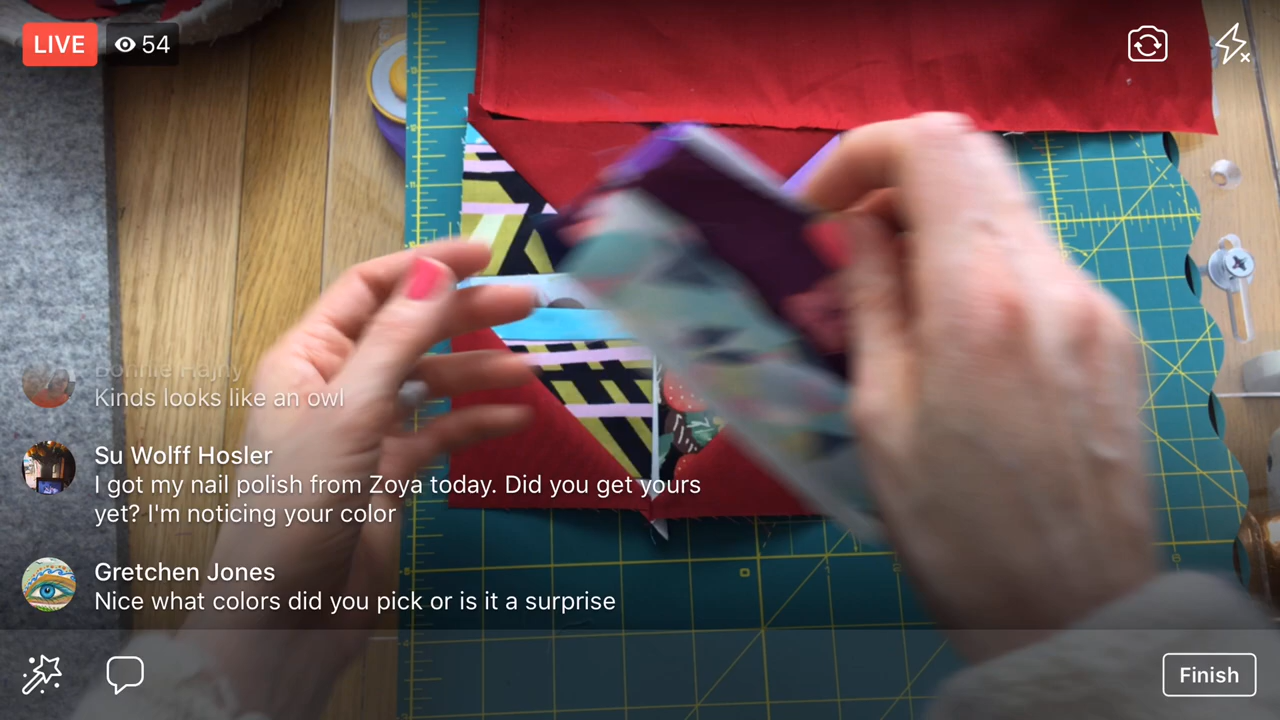 LIVE 54
Bonnie Hajny
Kinds looks like an owl
Su Wolff Hosler
I got my nail polish from Zoya today. Did you get yours
yet? I'm noticing your color
Gretchen Jones
Nice what colors did you pick or is it a surprise
Finish